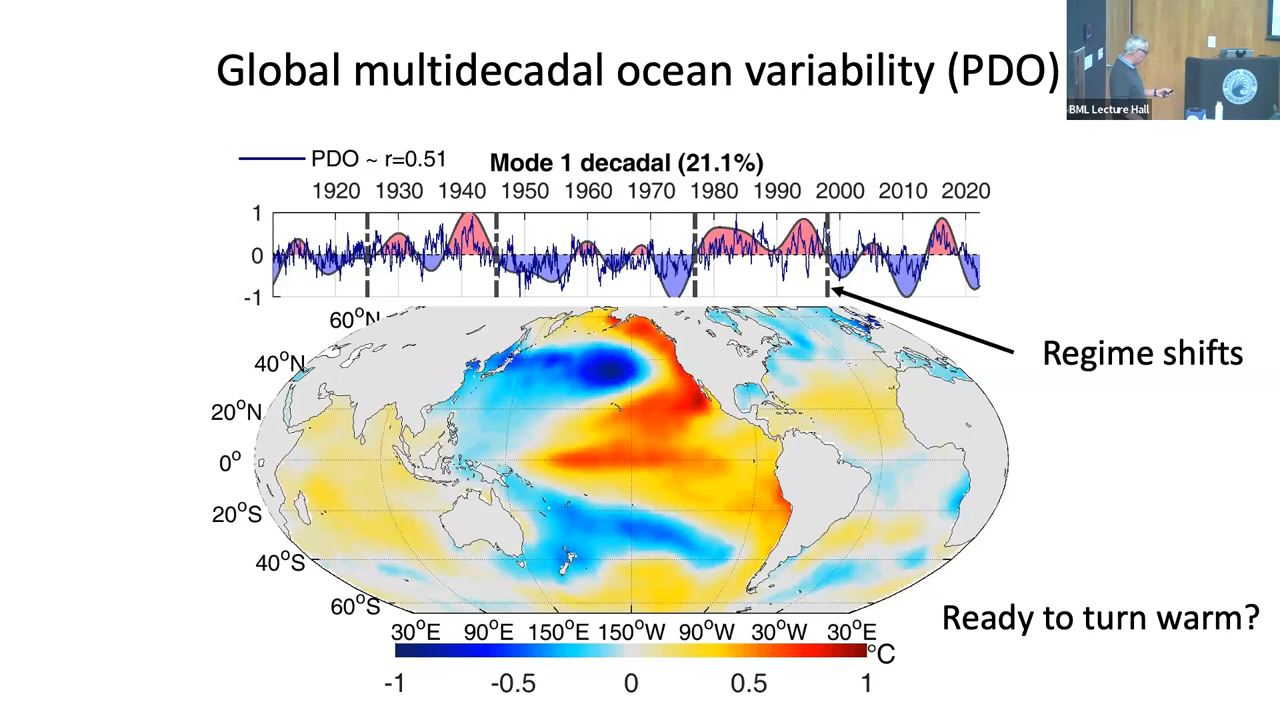 Global multidecadal ocean variability (PDO)
BML Lecture Hall
PDO ~ r=0.51
Mode 1 decadal (21.1%)
1920 1930 1940 1950 1960 1970 1980 1990 2000 2010 2020
1
0
-1
Regime shifts
60°N
40°N
20°N
0°
20°S
40°S
60°S
Ready to turn warm?
30°E 90°E 150°E 150°W 90°W 30°W 30°E
°C
-1 -0.5 0 0.5 1